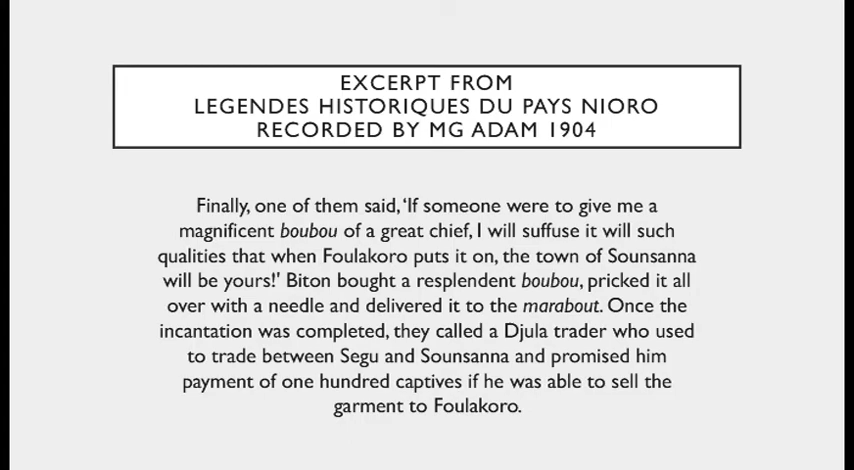 EXCERPT FROM
LEGENDES HISTORIQUES DU PAYS NIORO
RECORDED BY MG ADAM 1904
Finally, one of them said, 'If someone were to give me a
magnificent boubou of a great chief, I will suffuse it will such
qualities that when Foulakoro puts it on, the town of Sounsanna
will be yours!' Biton bought a resplendent boubou, pricked it all
over with a needle and delivered it to the marabout. Once the
incantation was completed, they called a Djula trader who used
to trade between Segu and Sounsanna and promised him
payment of one hundred captives if he was able to sell the
garment to Foulakoro.